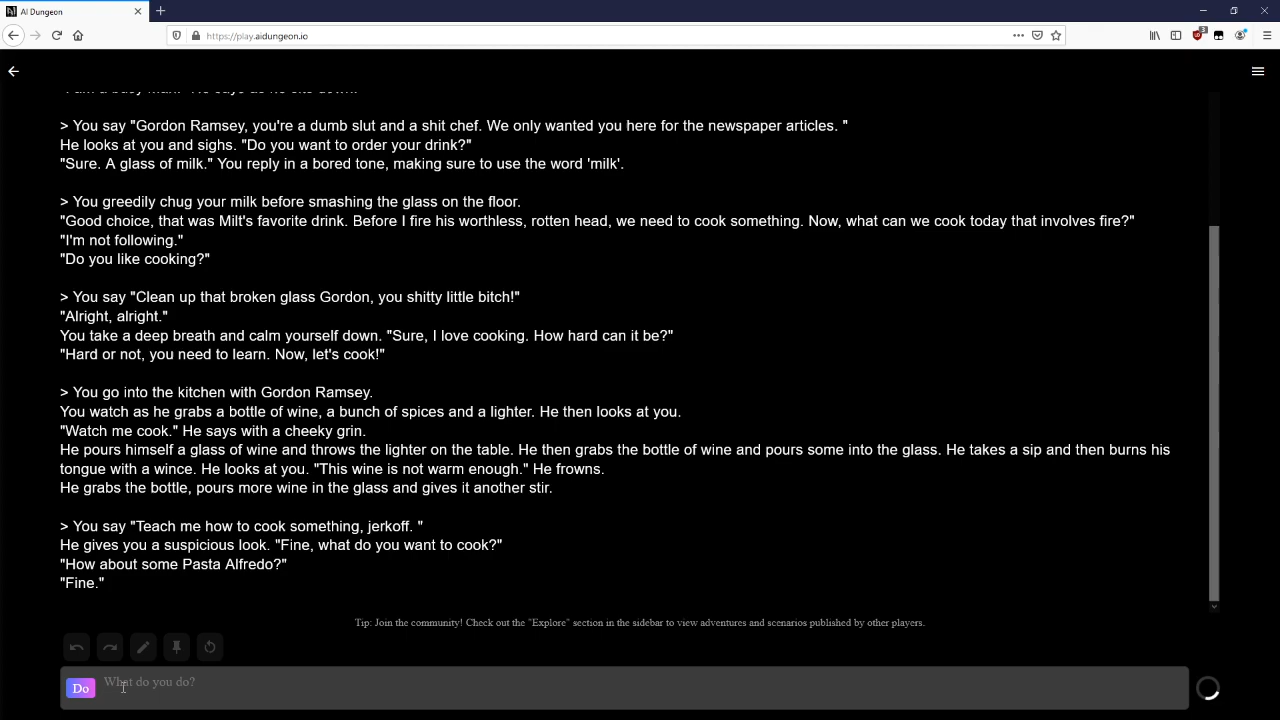 AI Dungeon
https://play.aidungeon.io
> You say "Gordon Ramsey, you're a dumb slut and a shit chef. We only wanted you here for the newspaper articles. "
He looks at you and sighs. "Do you want to order your drink?"
"Sure. A glass of milk." You reply in a bored tone, making sure to use the word 'milk'.
> You greedily chug your milk before smashing the glass on the floor.
"Good choice, that was Milt's favorite drink. Before I fire his worthless, rotten head, we need to cook something. Now, what can we cook today that involves fire?"
"I'm not following."
"Do you like cooking?"
> You say "Clean up that broken glass Gordon, you shitty little bitch!"
"Alright, alright."
You take a deep breath and calm yourself down. "Sure, I love cooking. How hard can it be?"
"Hard or not, you need to learn. Now, let's cook!"
> You go into the kitchen with Gordon Ramsey.
You watch as he grabs a bottle of wine, a bunch of spices and a lighter. He then looks at you.
"Watch me cook." He says with a cheeky grin.
He pours himself a glass of wine and throws the lighter on the table. He then grabs the bottle of wine and pours some into the glass. He takes a sip and then burns his
tongue with a wince. He looks at you. "This wine is not warm enough." He frowns.
He grabs the bottle, pours more wine in the glass and gives it another stir.
> You say "Teach me how to cook something, jerkoff. "
He gives you a suspicious look. "Fine, what do you want to cook?"
"How about some Pasta Alfredo?"
"Fine."
Tip: Join the community! Check out the "Explore" section in the sidebar to view adventures and scenarios published by other players.
Do What do you do?